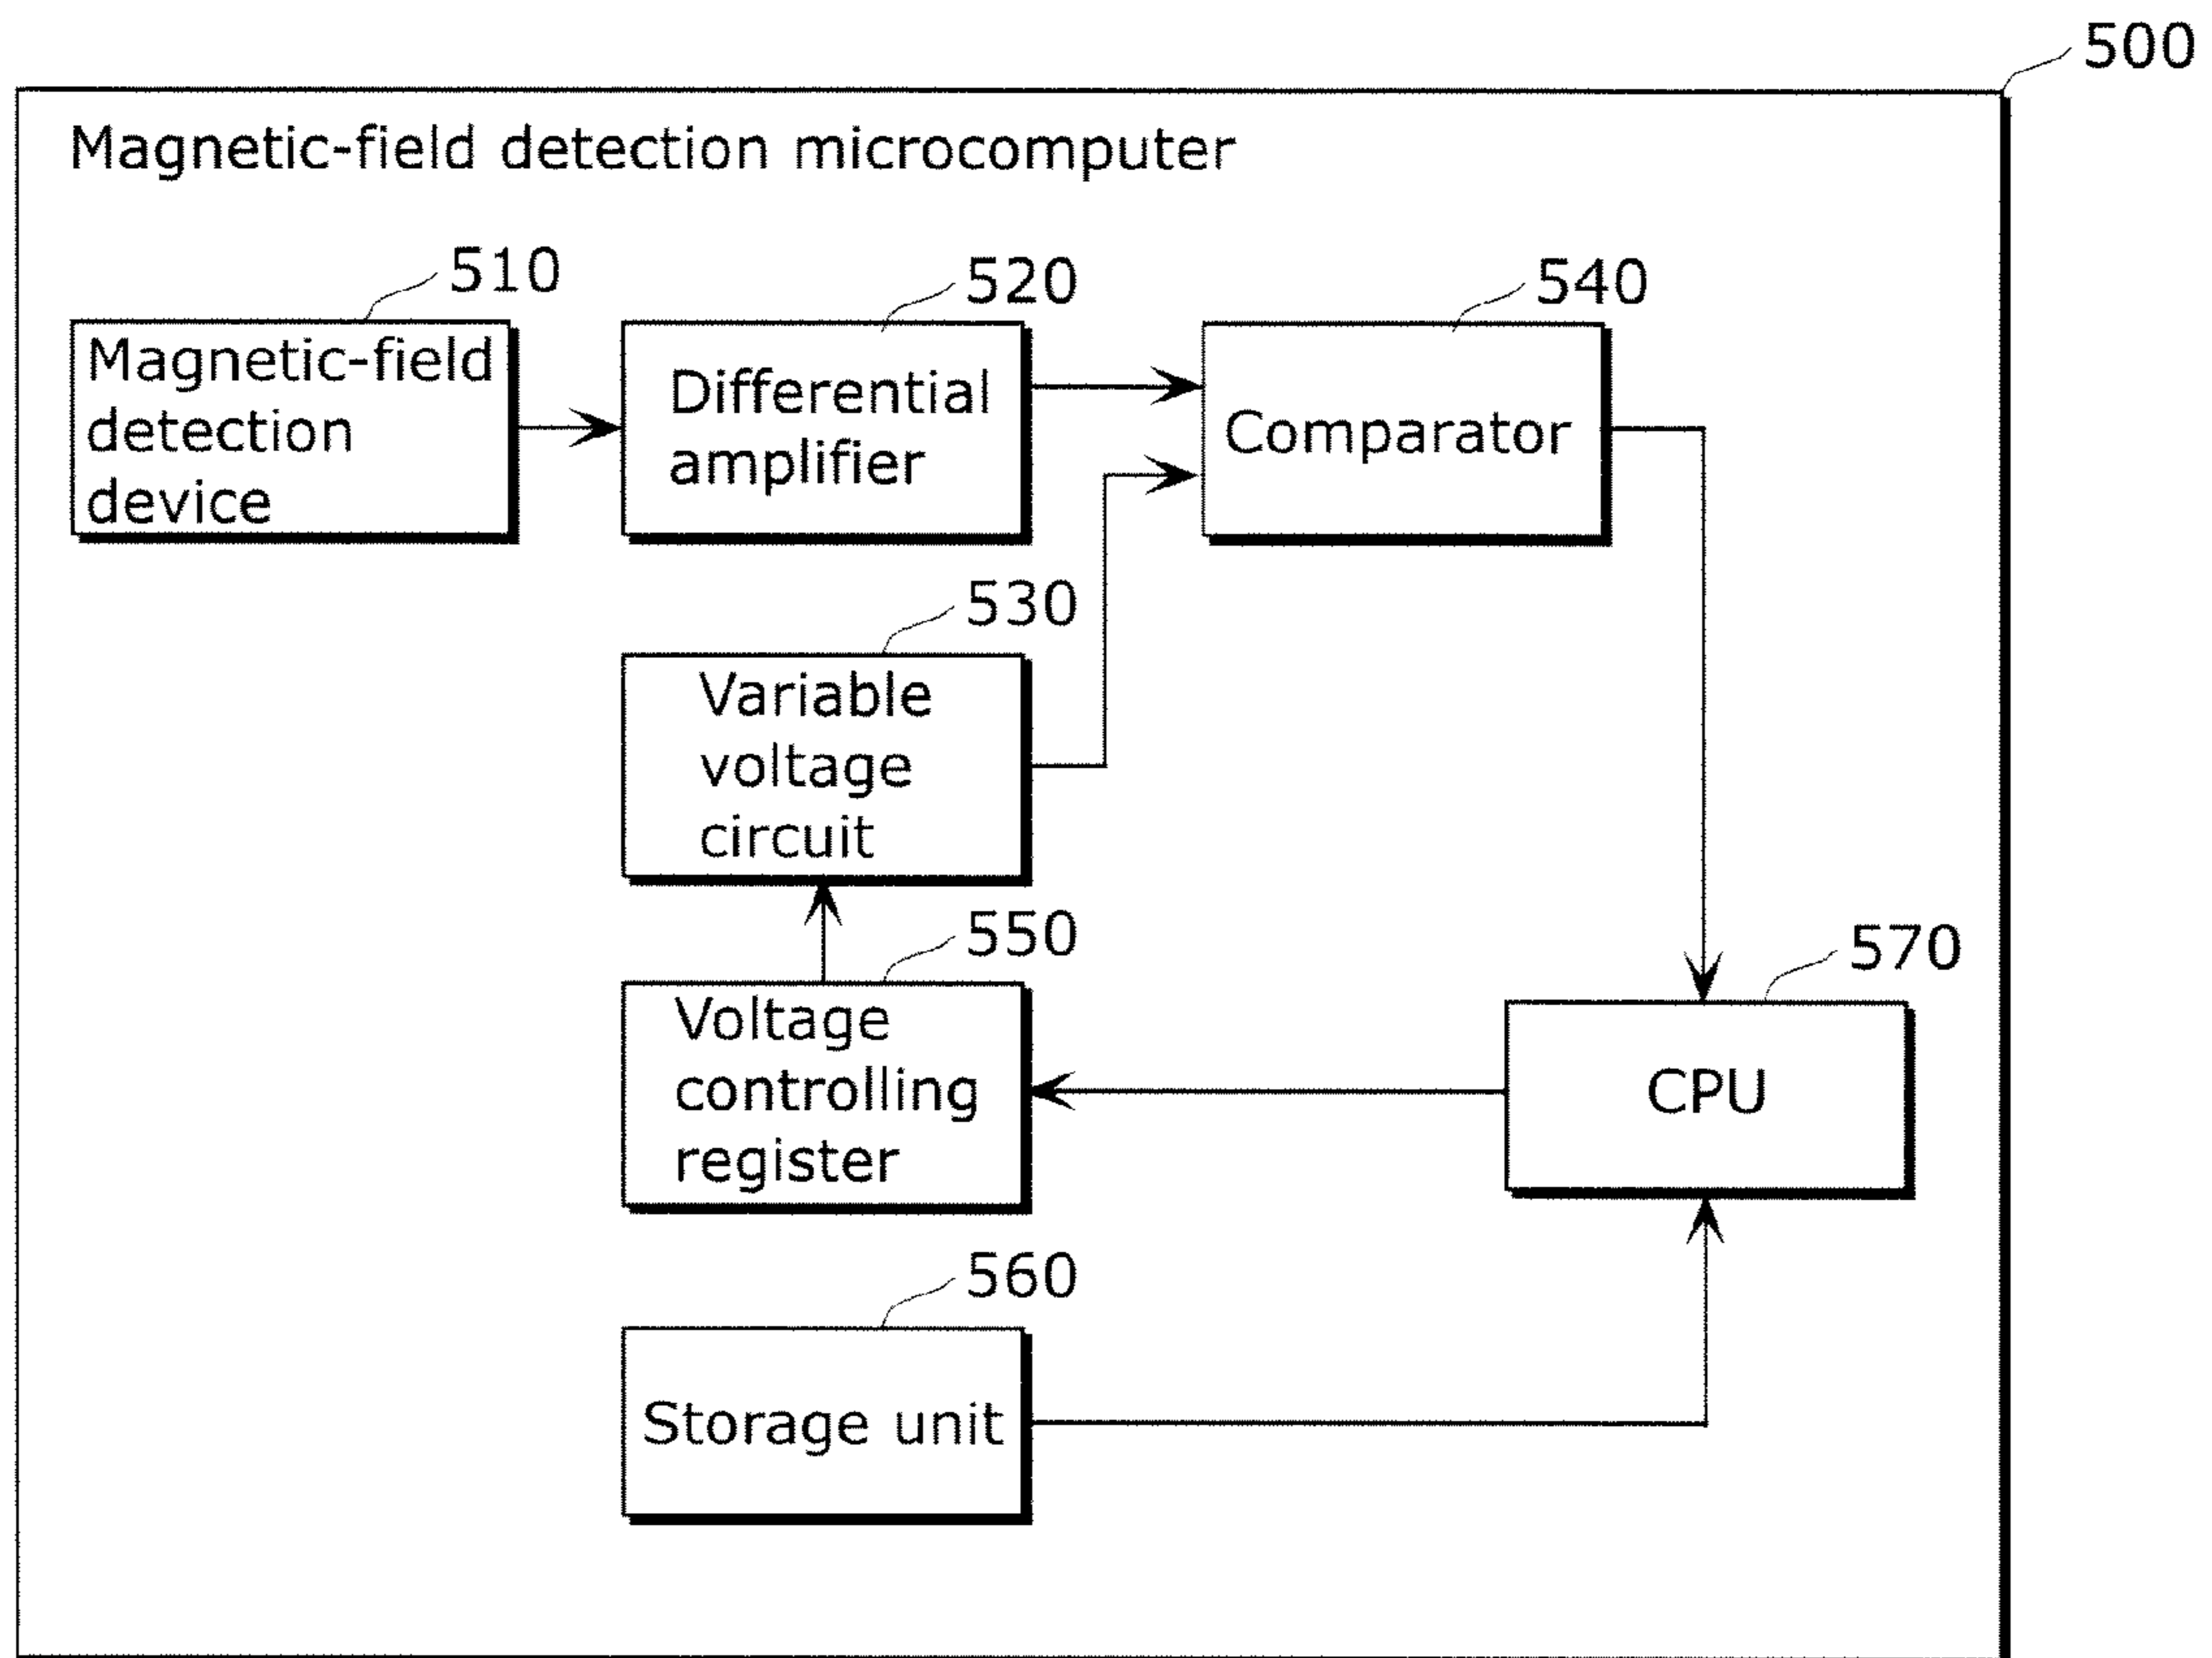 500
Magnetic-field detection microcomputer
510
520
540
Magnetic-field
detection
device
Differential
amplifier
Comparator
530
Variable
voltage
circuit
550
570
Voltage
controlling
register
CPU
560
Storage unit